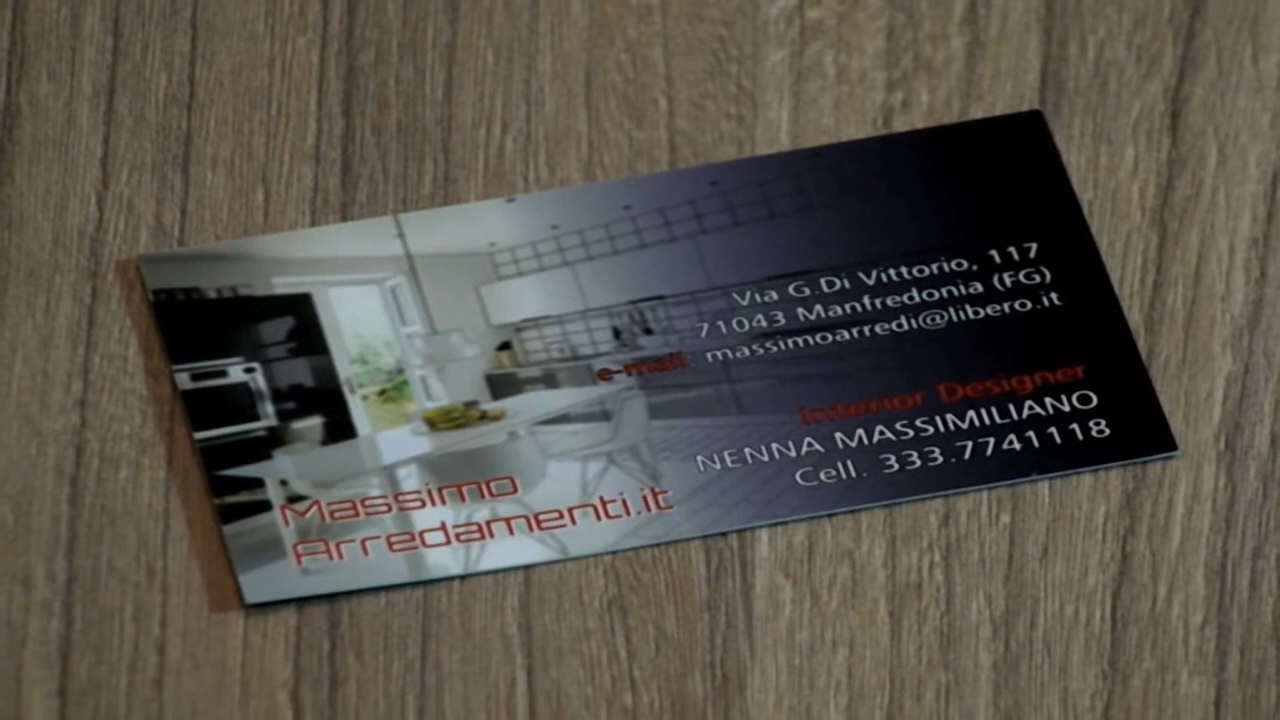 Via G.Di Vittorio, 117
71043 Manfredonia (FG)
e-mail: massimoarredi@libero.it
Interior Designer
NENNA MASSIMILIANO
Cell. 333.7741118
Massimo
Arredamenti.it